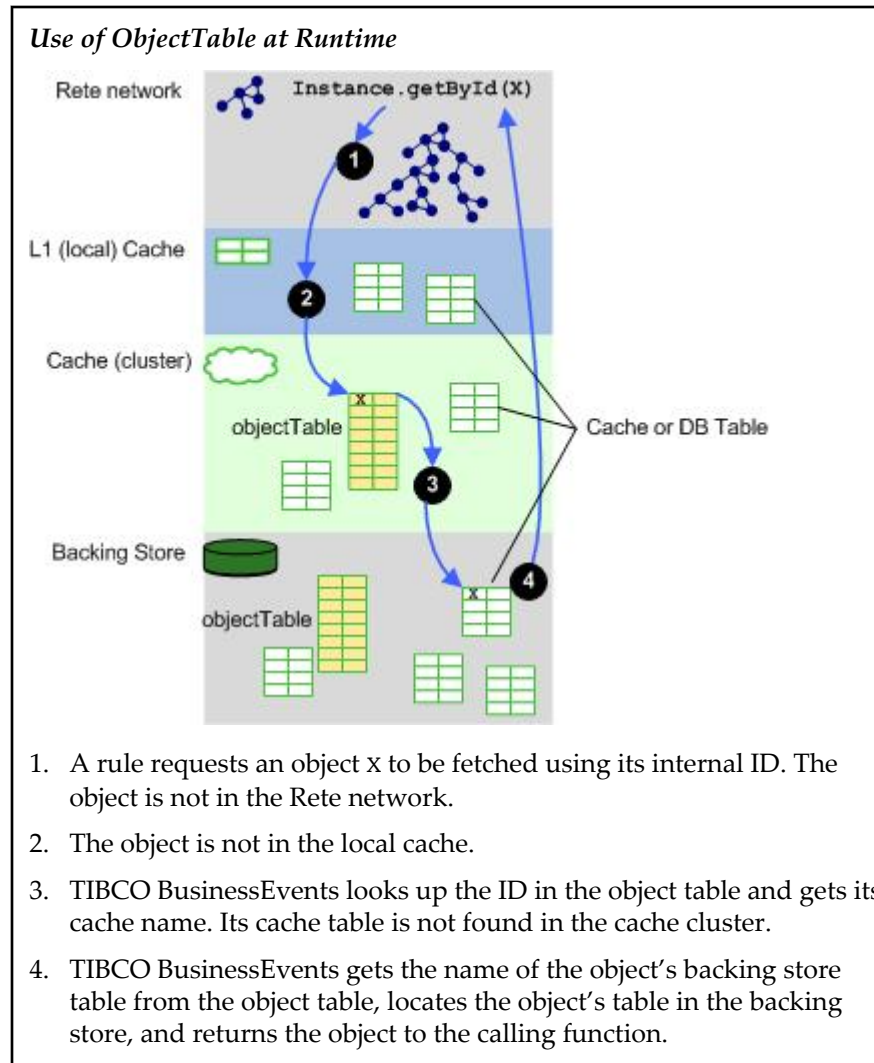 Use of ObjectTable at Runtime
Rete network
Instance.getById(X)
1
L1 (local) Cache
2
Cache (cluster)
X
objectTable
Cache or DB Table
3
Backing Store
X
4
objectTable
1. A rule requests an object X to be fetched using its internal ID. The
object is not in the Rete network.
2. The object is not in the local cache.
3. TIBCO BusinessEvents looks up the ID in the object table and gets its
cache name. Its cache table is not found in the cache cluster.
4. TIBCO BusinessEvents gets the name of the object’s backing store
table from the object table, locates the object’s table in the backing
store, and returns the object to the calling function.